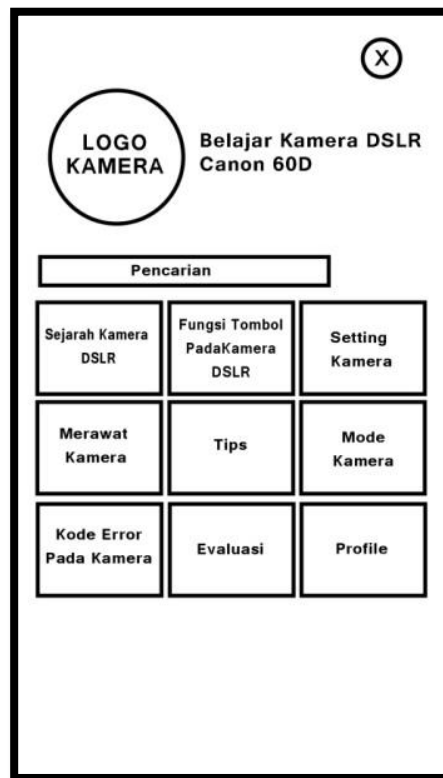 X
LOGO
KAMERA
Belajar Kamera DSLR
Canon 60D
Pencarian
Sejarah Kamera
DSLR
Fungsi Tombol
PadaKamera
DSLR
Setting
Kamera
Merawat
Kamera
Tips
Mode
Kamera
Kode Error
Pada Kamera
Evaluasi
Profile